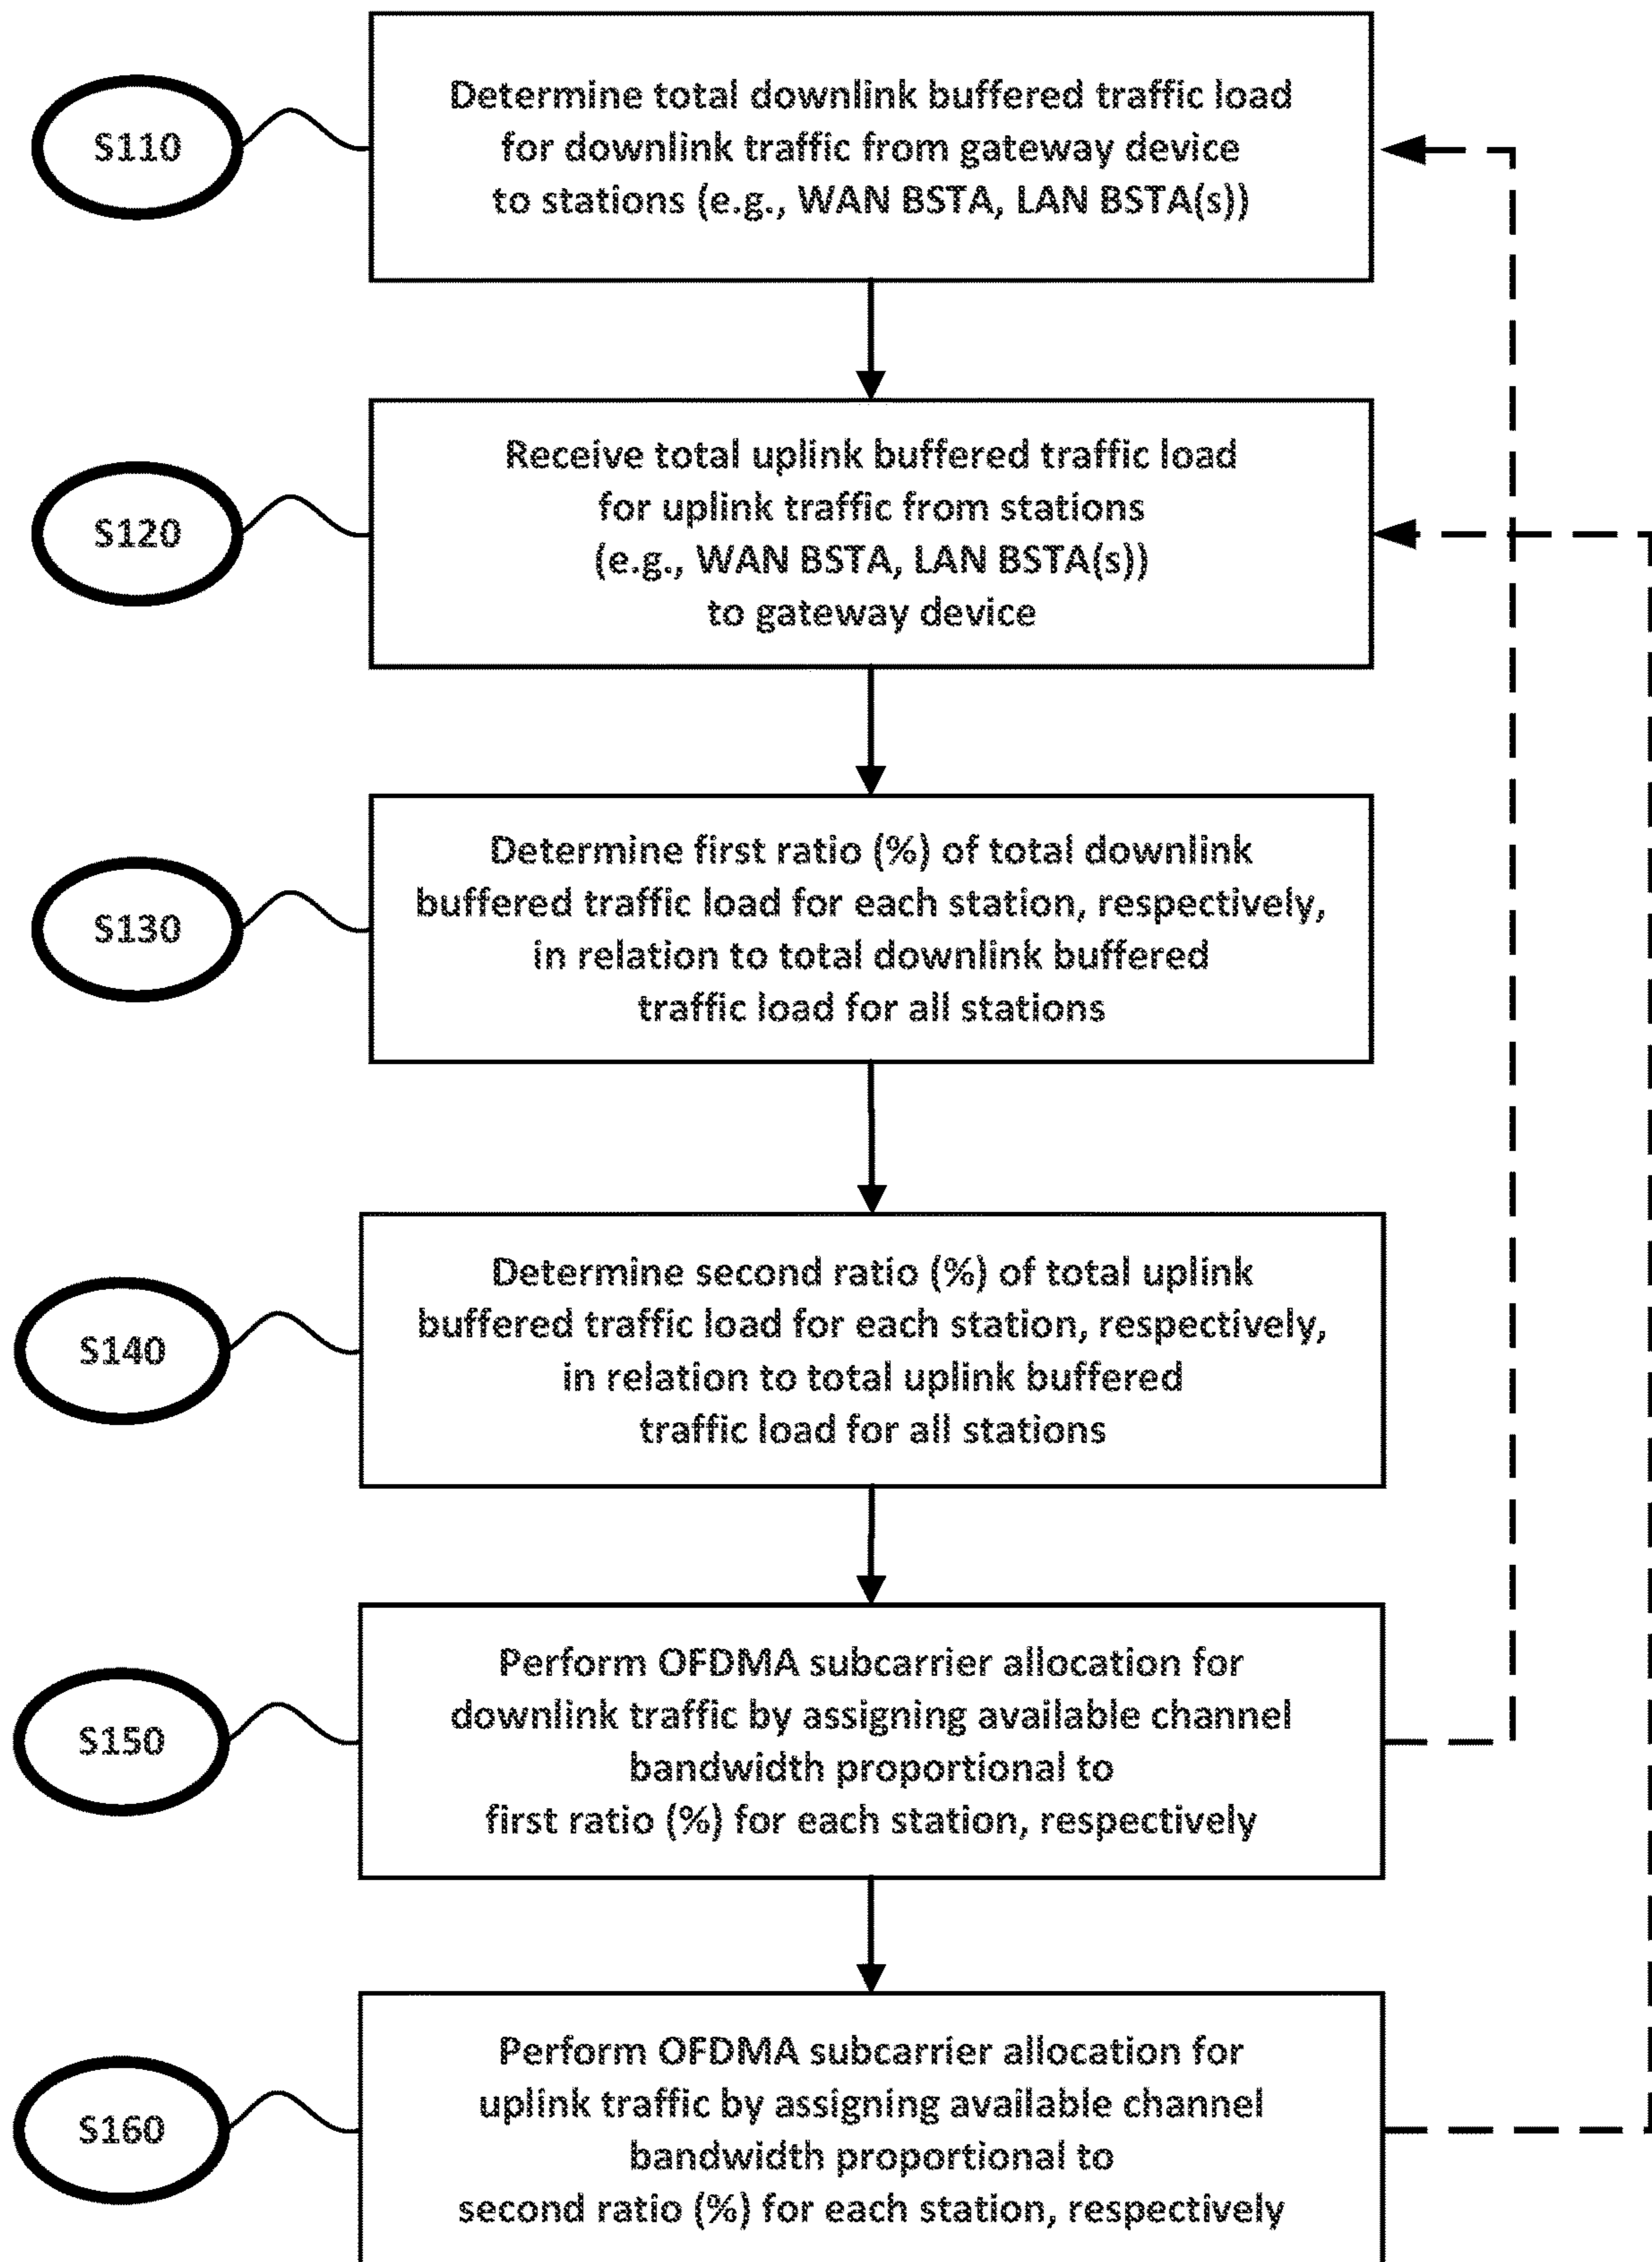 S110
Determine total downlink buffered traffic load
for downlink traffic from gateway device
to stations (e.g., WAN BSTA, LAN BSTA(s))
S120
Receive total uplink buffered traffic load
for uplink traffic from stations
(e.g., WAN BSTA, LAN BSTA(s))
to gateway device
S130
Determine first ratio (%) of total downlink
buffered traffic load for each station, respectively,
in relation to total downlink buffered
traffic load for all stations
S140
Determine second ratio (%) of total uplink
buffered traffic load for each station, respectively,
in relation to total uplink buffered
traffic load for all stations
S150
Perform OFDMA subcarrier allocation for
downlink traffic by assigning available channel
bandwidth proportional to
first ratio (%) for each station, respectively
S160
Perform OFDMA subcarrier allocation for
uplink traffic by assigning available channel
bandwidth proportional to
second ratio (%) for each station, respectively